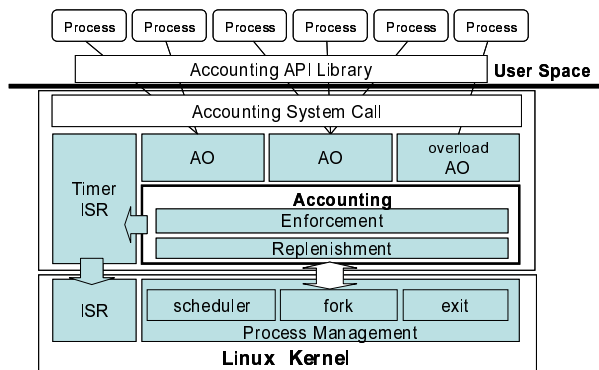 Process Process Process Process Process Process
Accounting API Library
User Space
Accounting System Call
Timer
ISR
AO
AO
overload
AO
Accounting
Enforcement
Replenishment
ISR
scheduler
fork
exit
Process Management
Linux Kernel